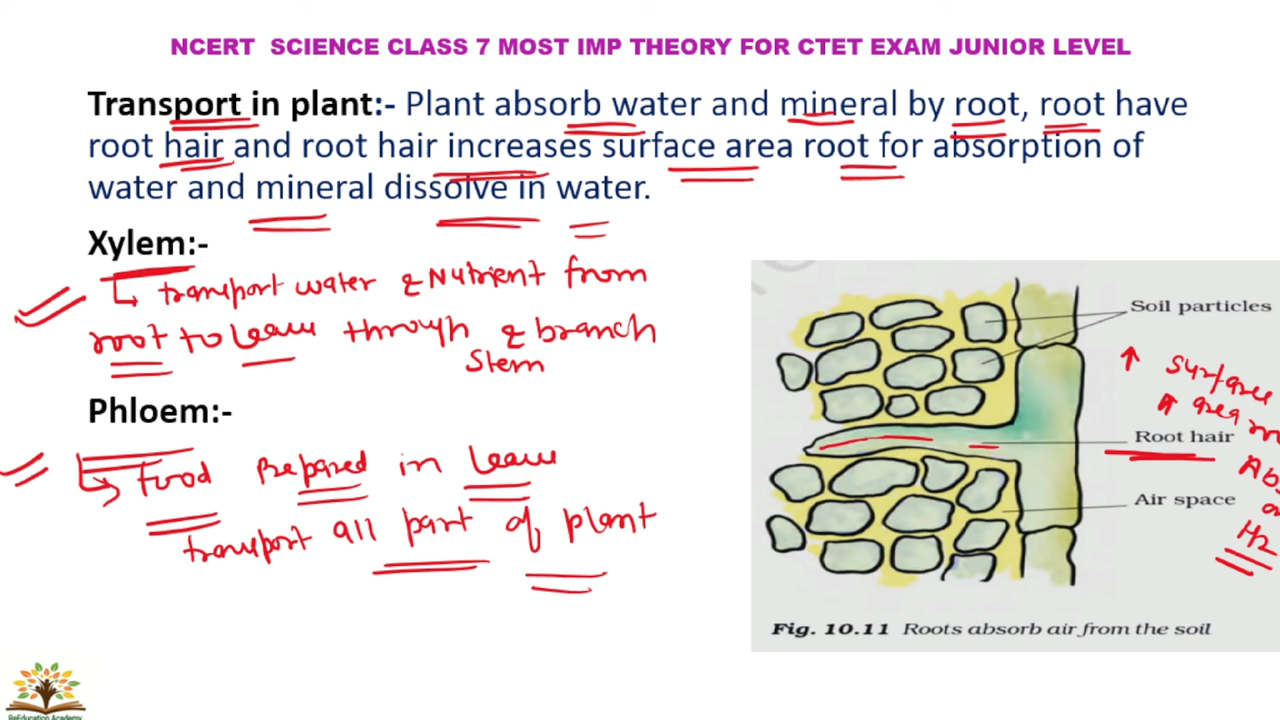 NCERT SCIENCE CLASS 7 MOST IMP THEORY FOR CTET EXAM JUNIOR LEVEL
Transport in plant:- Plant absorb water and mineral by root, root have
root hair and root hair increases surface area root for absorption of
water and mineral dissolve in water.
Xylem:-
transport water & Nutrient from
root to leave through & branch
Stem
Phloem:-
food Prepared in leave
transport all part of plant
Soil particles
Surface
area
Root hair
Air space
H2
Fig. 10.11 Roots absorb air from the soil
BeEducation Academy